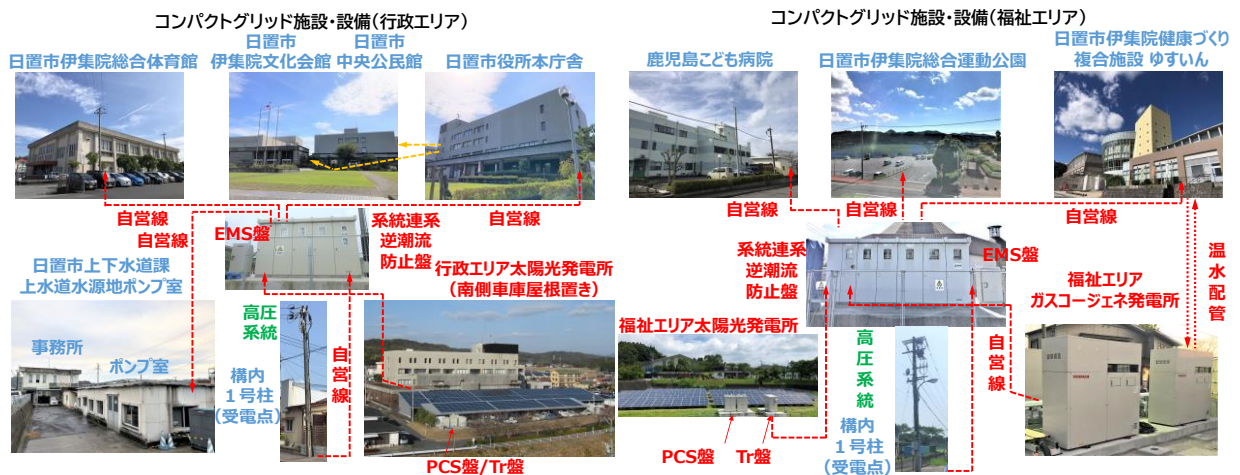 コンパクトグリッド施設・設備(行政エリア)
日置市伊集院総合体育館
日置市
伊集院文化会館
日置市
中央公民館
日置市役所本庁舎
自営線
自営線
自営線
EMS盤
系統連系
逆潮流
防止盤
日置市上下水道課
上水道水源地ポンプ室
事務所
ポンプ室
高圧
系統
構内
1号柱
(受電点)
自営線
行政エリア太陽光発電所
(南側車庫屋根置き)
PCS盤/Tr盤
コンパクトグリッド施設・設備(福祉エリア)
鹿児島こども病院
日置市伊集院総合運動公園
日置市伊集院健康づくり
複合施設 ゆすいん
自営線
自営線
自営線
系統連系
逆潮流
防止盤
EMS盤
温水配管
福祉エリア
ガスコージェネ発電所
福祉エリア太陽光発電所
PCS盤
Tr盤
高圧系統
構内
1号柱
(受電点)
自営線
YANMAR